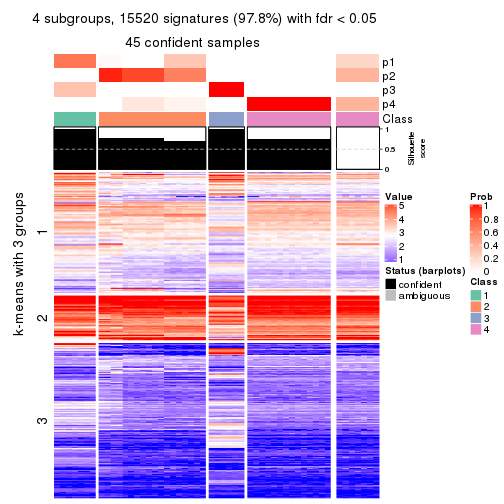 4 subgroups, 15520 signatures (97.8%) with fdr < 0.05
45 confident samples
p1
p2
p3
p4
Class
1
0.5
0
Silhouette
score
k-means with 3 groups
1
2
3
Value
5
4
3
2
1
Status (barplots)
confident
ambiguous
Prob
1
0.8
0.6
0.4
0.2
0
Class
1
2
3
4